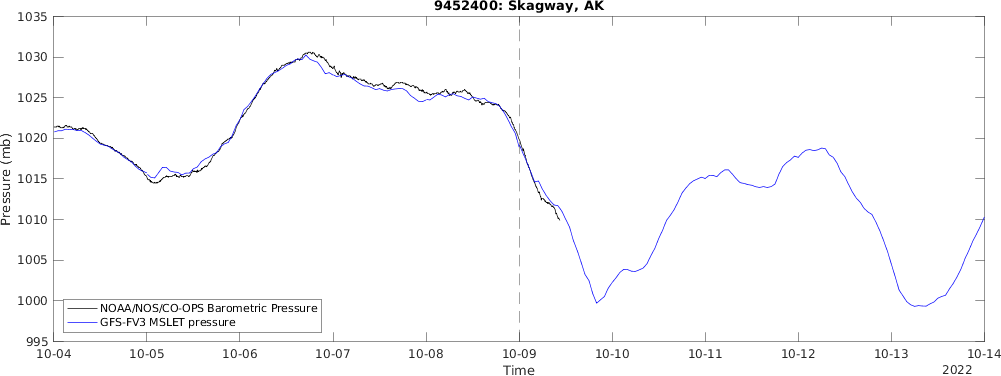 9452400: Skagway, AK
Pressure (mb)
1035
1030
1025
1020
1015
1010
1005
1000
995
NOAA/NOS/CO-OPS Barometric Pressure
GFS-FV3 MSLET pressure
10-04 10-05 10-06 10-07 10-08 10-09 10-10 10-11 10-12 10-13 10-14
Time
2022